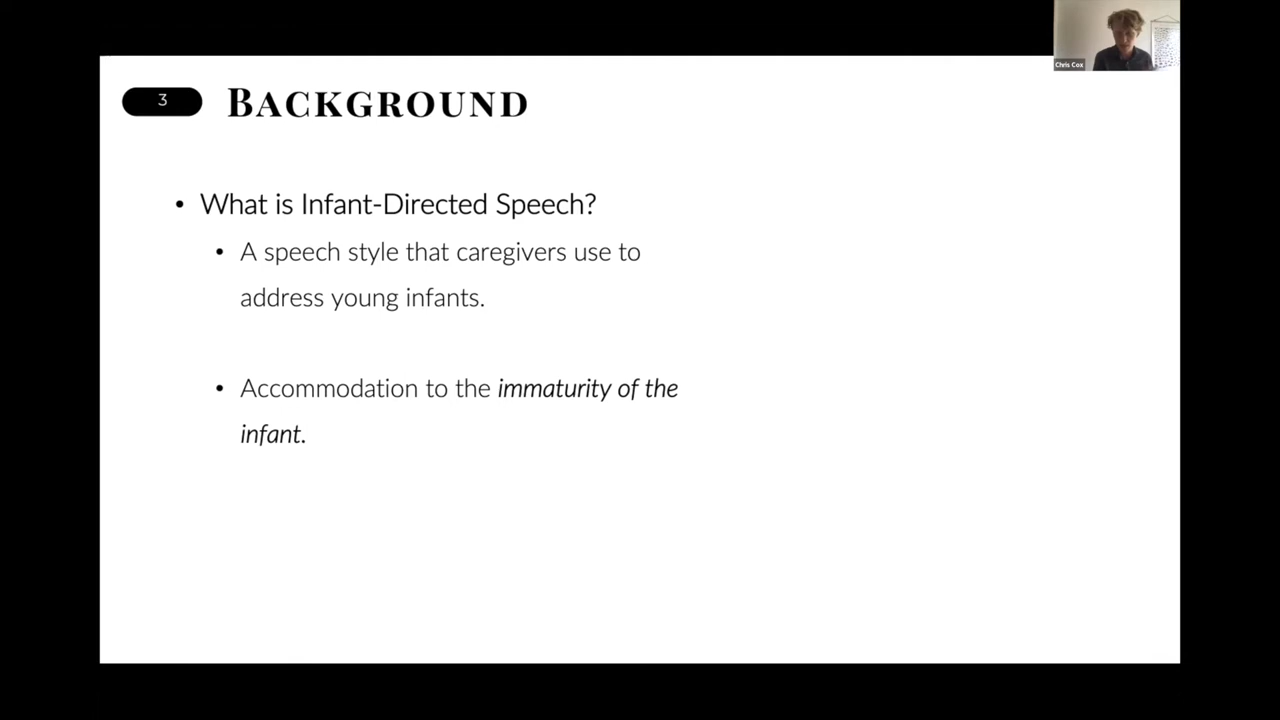 Chris Cox
3
BACKGROUND
• What is Infant-Directed Speech?
• A speech style that caregivers use to
address young infants.
• Accommodation to the immaturity of the
infant.